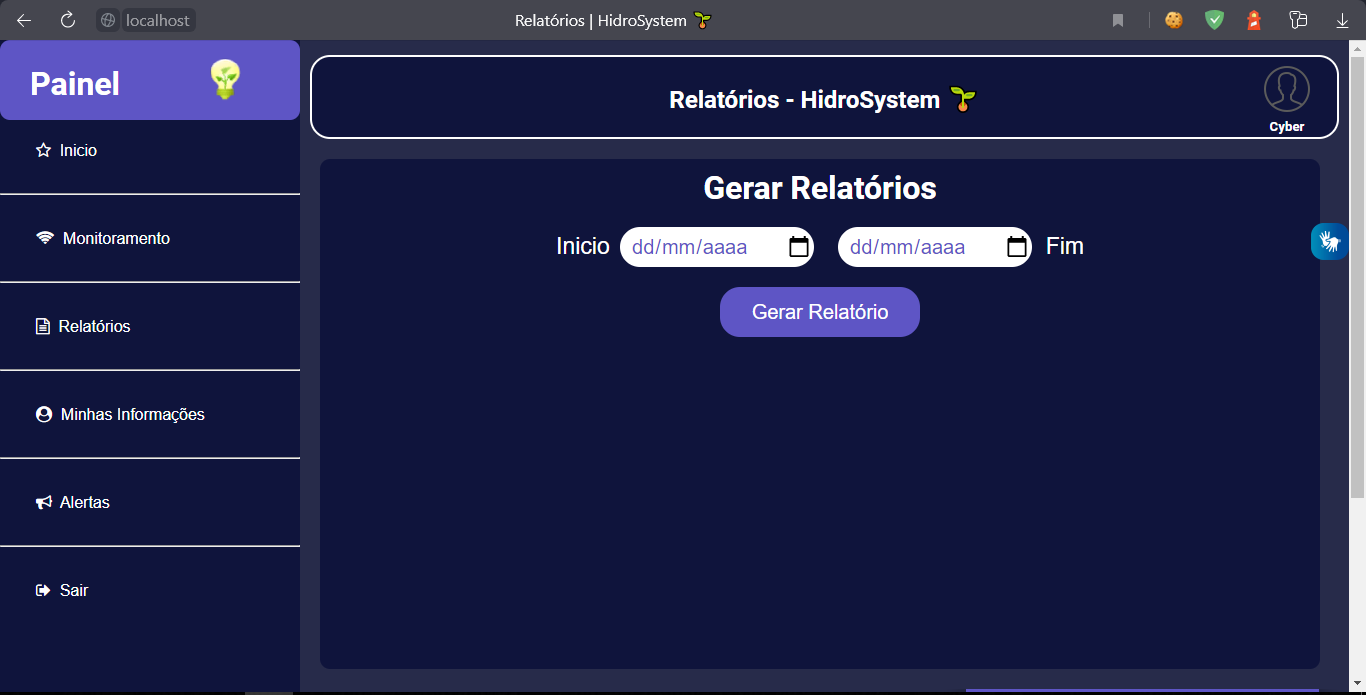 localhost
Relatórios | HidroSystem
Painel
Inicio
Monitoramento
Relatórios
Minhas Informações
Alertas
Sair
Relatórios - HidroSystem
Cyber
Gerar Relatórios
Inicio dd/mm/aaaa dd/mm/aaaa Fim
Gerar Relatório